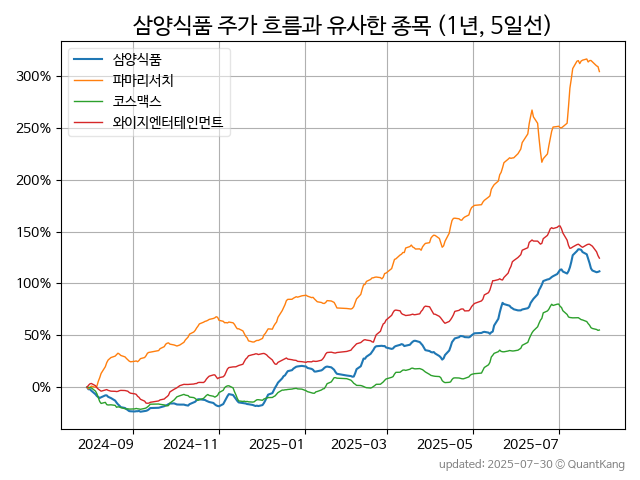 삼양식품 주가 흐름과 유사한 종목 (1년, 5일선)
삼양식품
파마리서치
코스맥스
와이지엔터테인먼트
300%
250%
200%
150%
100%
50%
0%
2024-09 2024-11 2025-01 2025-03 2025-05 2025-07
updated: 2025-07-30 © QuantKang